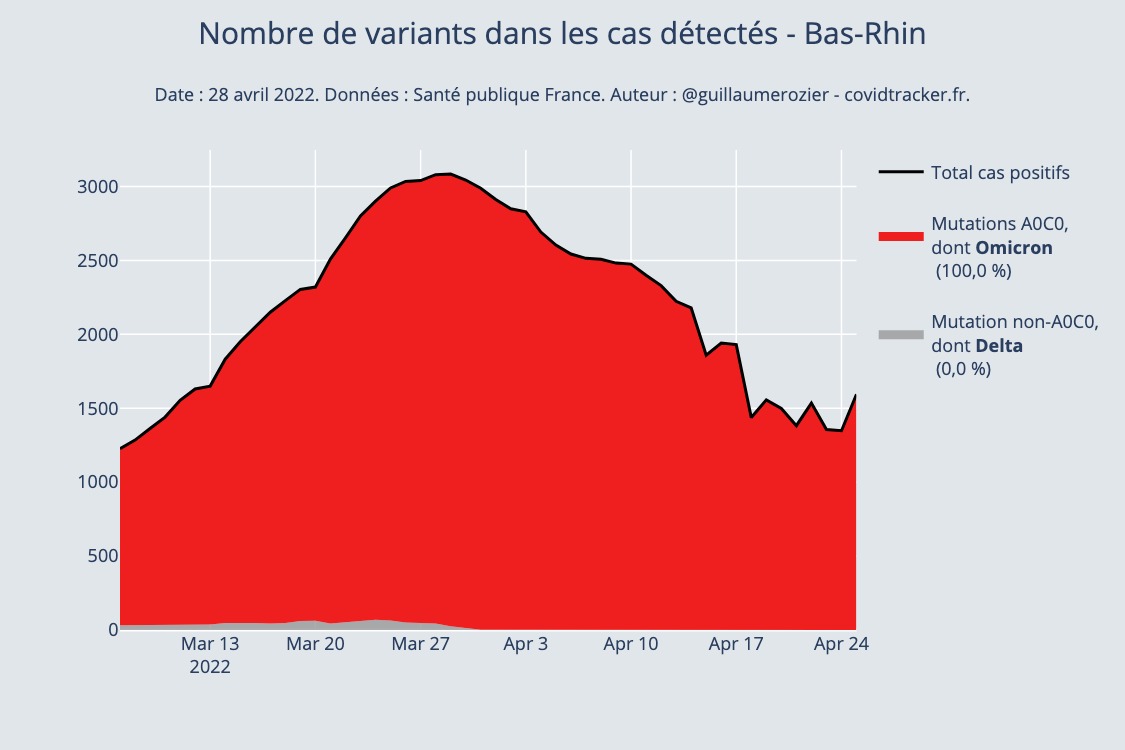 Nombre de variants dans les cas détectés - Bas-Rhin
Date : 28 avril 2022. Données : Santé publique France. Auteur : @guillaumerozier - covidtracker.fr.
3000
2500
2000
1500
1000
500
0
Mar 13
2022
Mar 20
Mar 27
Apr 3
Apr 10
Apr 17
Apr 24
Total cas positifs
Mutations A0C0,
dont Omicron
(100,0 %)
Mutation non-A0C0,
dont Delta
(0,0 %)